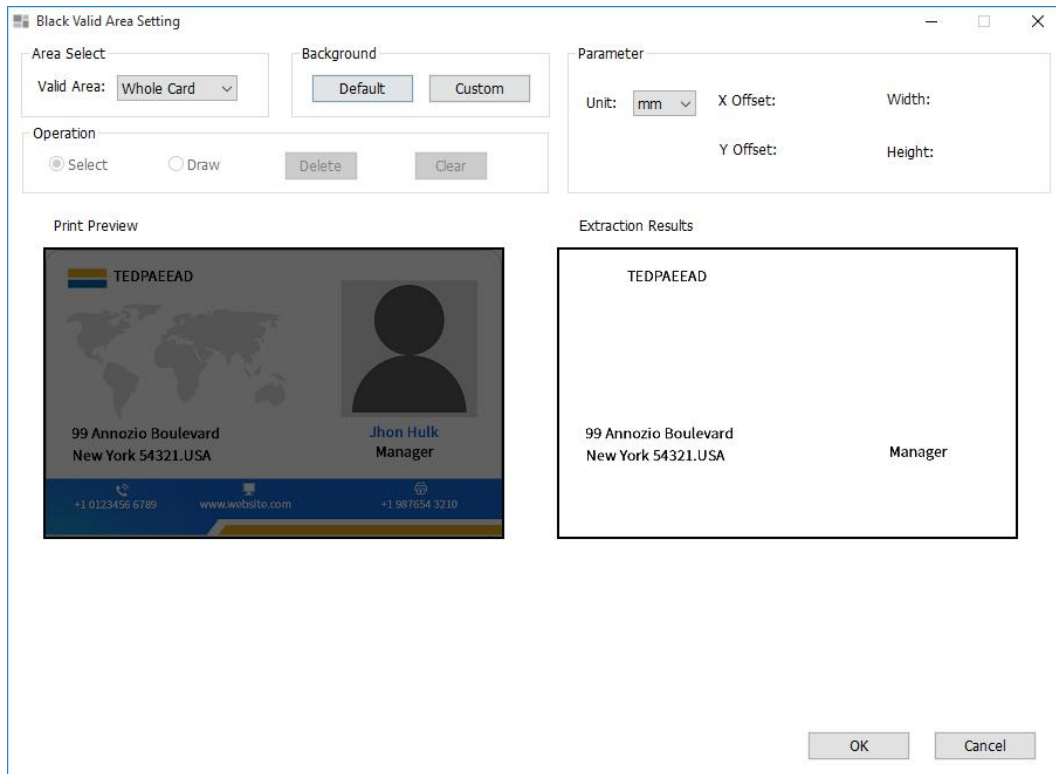 Black Valid Area Setting
Area Select
Valid Area: Whole Card
Background
Default Custom
Parameter
Unit: mm X Offset: Width:
Y Offset: Height:
Operation
Select Draw Delete Clear
Print Preview
TEDPAEEAD
99 Annozio Boulevard
New York 54321.USA
Jhon Hulk
Manager
+1 0123456 6789 www.website.com +1 987654 3210
Extraction Results
TEDPAEEAD
99 Annozio Boulevard
New York 54321.USA
Manager
OK Cancel